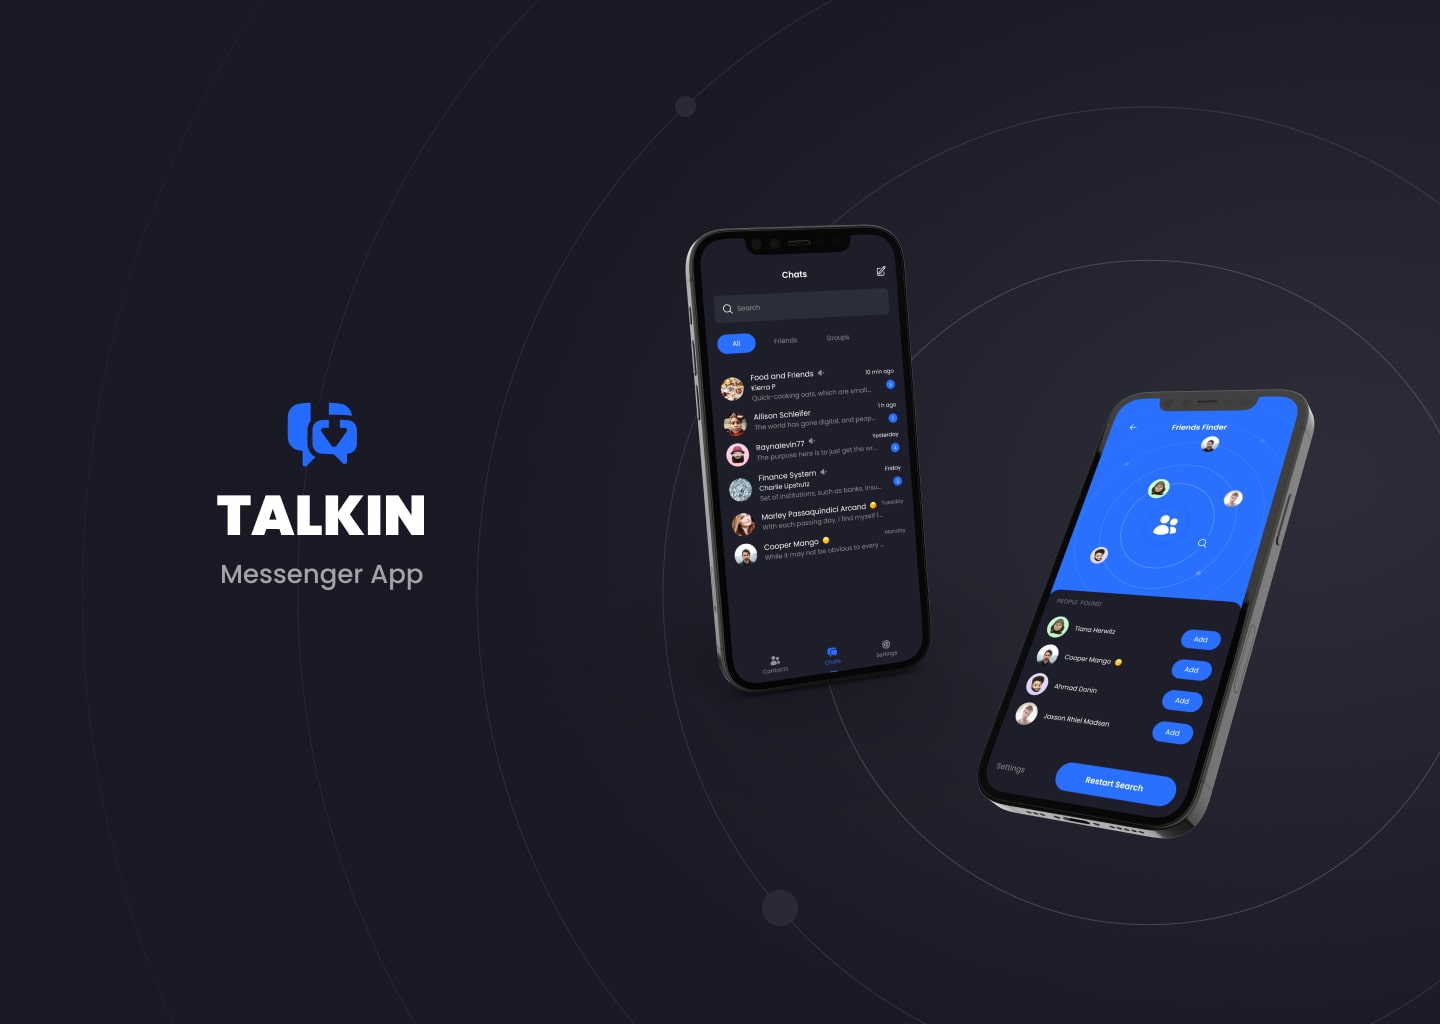 TALKIN
Messenger App
Chats
Search
All
Friends
Groups
Food and Friends
10 min ago
Kierra P
Quick-cooking oats, which are small...
Allison Schleifer
1 h ago
The world has gone digital, and peop...
Raynalevin77
Yesterday
The purpose here is to just get the wr...
Finance System
Friday
Charlie Lipshutz
Set of institutions, such as banks, insu...
Marley Passaquindici Arcand
Tuesday
With each passing day, I find myself l...
Cooper Mango
Monday
While it may not be obvious to every ...
Contacts
Chats
Settings
Friends Finder
PEOPLE FOUND
Tiana Herwitz
Add
Cooper Mango
Add
Ahmad Donin
Add
Jaxson Rhiel Madsen
Add
Settings
Restart Search